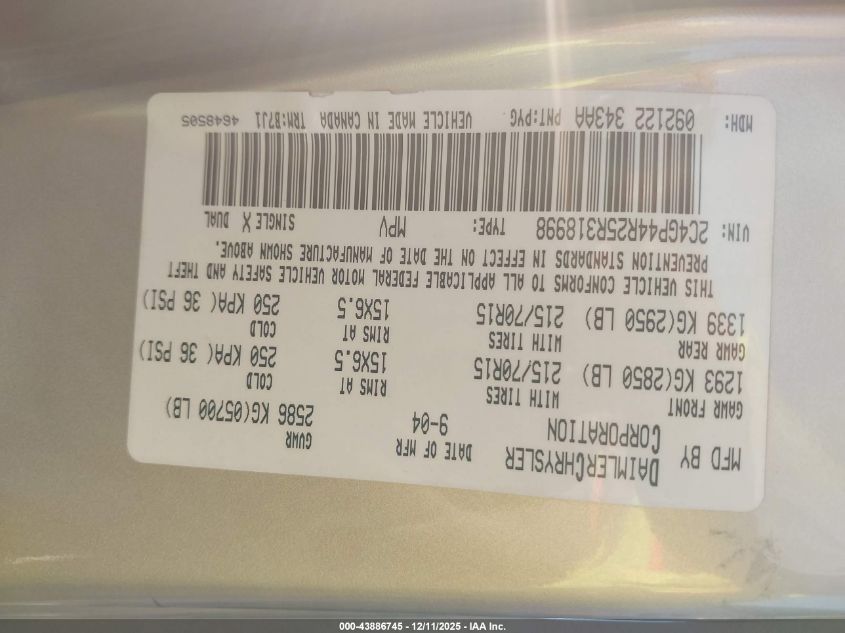 MFD BY DAIMLERCHRYSLER CORPORATION DATE OF MFR 9-04 GVWR 2586 KG(05700 LB)
GAWR FRONT WITH TIRES RIMS AT COLD
1293 KG(2850 LB) 215/70R15 15X6.5 250 KPA( 36 PSI)
GAWR REAR WITH TIRES RIMS AT COLD
1339 KG(2950 LB) 215/70R15 15X6.5 250 KPA( 36 PSI)
THIS VEHICLE CONFORMS TO ALL APPLICABLE FEDERAL MOTOR VEHICLE SAFETY AND THEFT
PREVENTION STANDARDS IN EFFECT ON THE DATE OF MANUFACTURE SHOWN ABOVE.
VIN: 2C4GP44R25R318998 TYPE: MPV SINGLE X DUAL
MDH: 092122 343AA PNT:PYG VEHICLE MADE IN CANADA TRM:B7J1 4648505
000-43886745 - 12/11/2025 - IAA Inc.